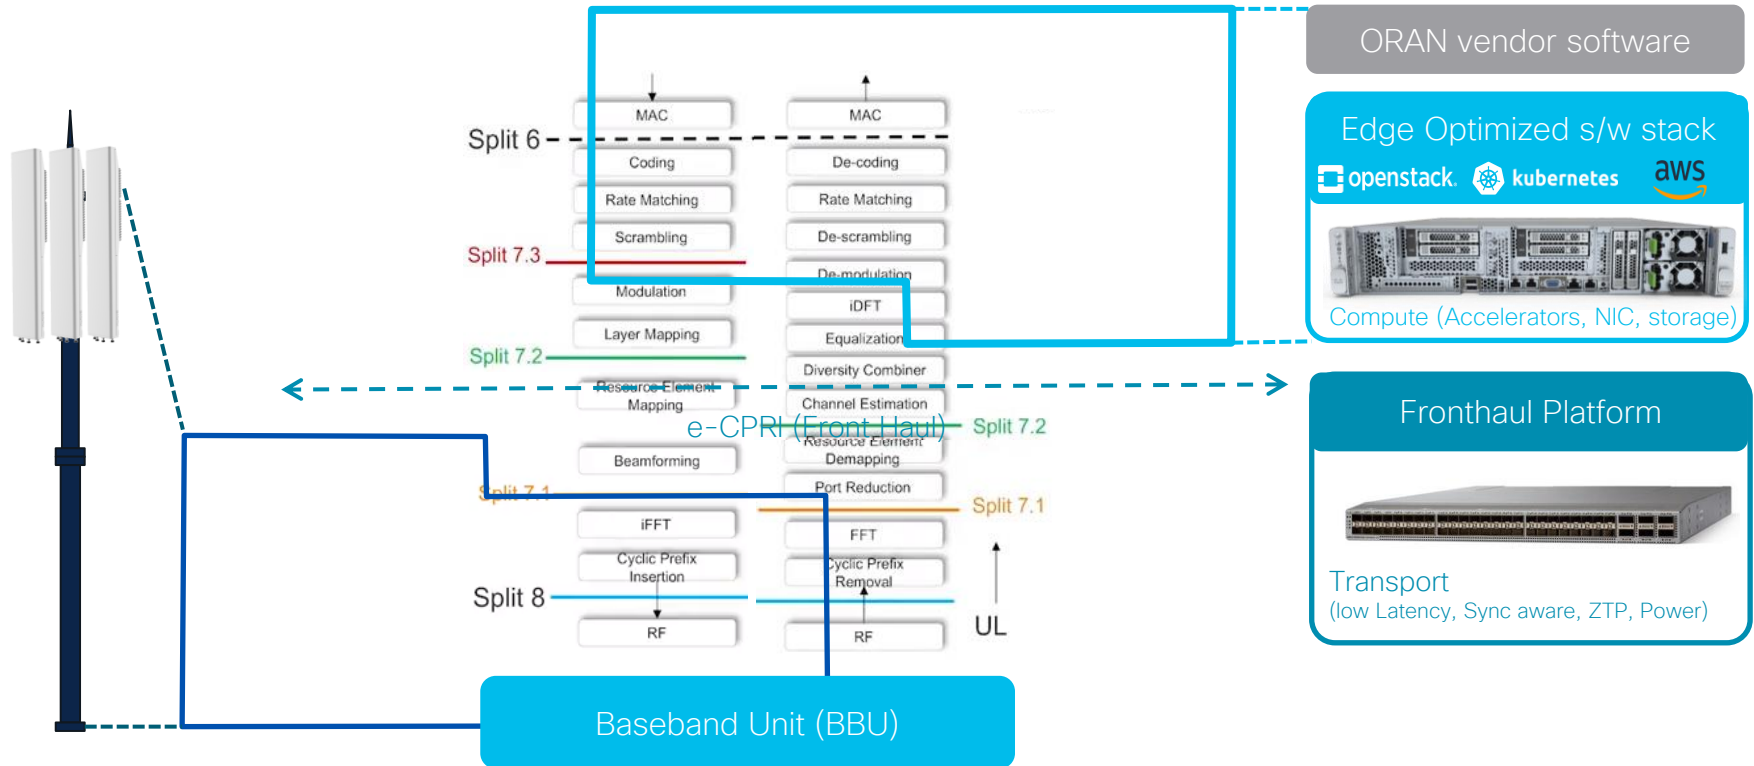 ORAN vendor software
Edge Optimized s/w stack
openstack.
kubernetes
aws
Compute (Accelerators, NIC, storage)
Fronthaul Platform
Transport
(low Latency, Sync aware, ZTP, Power)
MAC
Split 6
Coding
Rate Matching
Scrambling
Split 7.3
Modulation
Layer Mapping
Split 7.2
Resource Element
Mapping
Beamforming
Split 7.1
iFFT
Cyclic Prefix
Insertion
Split 8
RF
MAC
De-coding
Rate Matching
De-scrambling
De-modulation
iDFT
Equalization
Diversity Combiner
Channel Estimation
e-CPRI (Front Haul)
Split 7.2
Resource Element
Demapping
Port Reduction
Split 7.1
FFT
Cyclic Prefix
Removal
UL
RF
Baseband Unit (BBU)